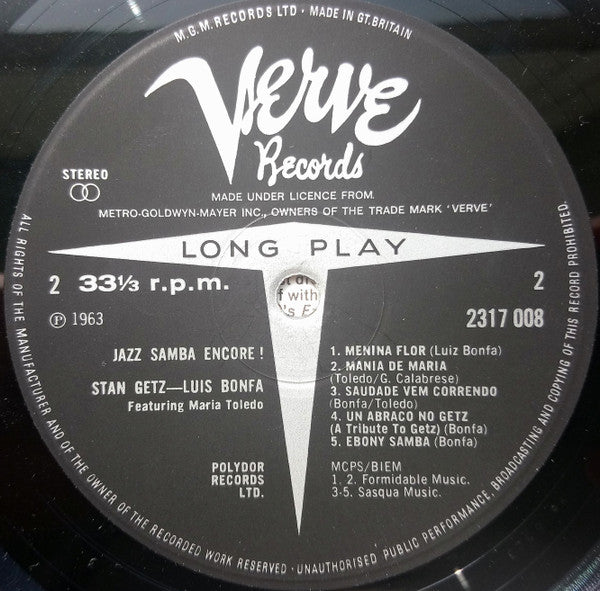 M.G.M. RECORDS LTD · MADE IN GT. BRITAIN
Verve
Records
STEREO
MADE UNDER LICENCE FROM
METRO-GOLDWYN-MAYER INC., OWNERS OF THE TRADE MARK 'VERVE'
LONG PLAY
2 33⅓ r.p.m.
2
℗ 1963
2317 008
JAZZ SAMBA ENCORE!
STAN GETZ—LUIS BONFA
Featuring Maria Toledo
1. MENINA FLOR (Luiz Bonfa)
2. MANIA DE MARIA
(Toledo/G. Calabrese)
3. SAUDADE VEM CORRENDO
(Bonfa/Toledo)
4. UN ABRACO NO GETZ
(A Tribute To Getz) (Bonfa)
5. EBONY SAMBA (Bonfa)
POLYDOR
RECORDS
LTD.
MCPS/BIEM
1. 2. Formidable Music.
3-5. Sasqua Music.
ALL RIGHTS OF THE MANUFACTURER AND OF THE OWNER OF THE RECORDED WORK RESERVED · UNAUTHORISED PUBLIC PERFORMANCE, BROADCASTING AND COPYING OF THIS RECORD PROHIBITED.
with